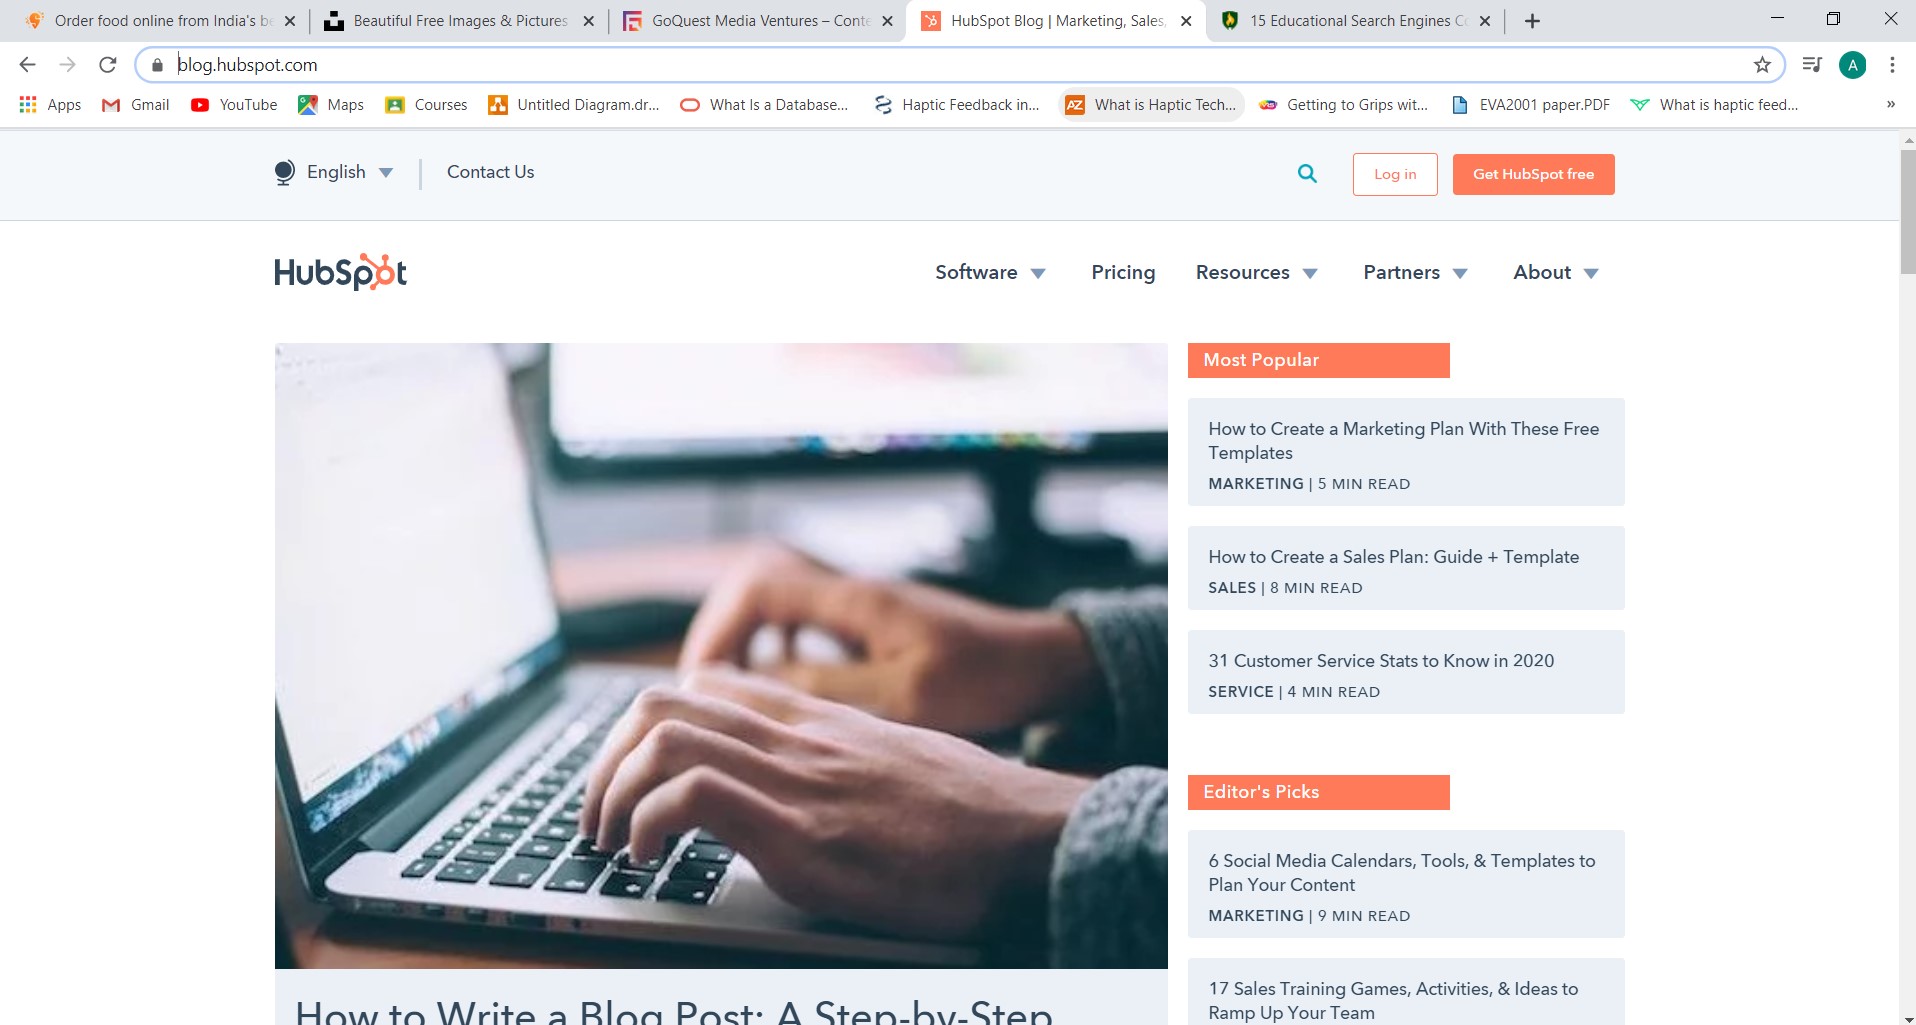 Order food online from India's be
Beautiful Free Images & Pictures
GoQuest Media Ventures – Conte
HubSpot Blog | Marketing, Sales,
15 Educational Search Engines Co
blog.hubspot.com
A
Apps
Gmail
YouTube
Maps
Courses
Untitled Diagram.dr...
What Is a Database...
Haptic Feedback in...
AZ
What is Haptic Tech...
Getting to Grips wit...
EVA2001 paper.PDF
What is haptic feed...
»
English
Contact Us
Log in
Get HubSpot free
HubSpot
Software
Pricing
Resources
Partners
About
Most Popular
How to Create a Marketing Plan With These Free
Templates
MARKETING | 5 MIN READ
How to Create a Sales Plan: Guide + Template
SALES | 8 MIN READ
31 Customer Service Stats to Know in 2020
SERVICE | 4 MIN READ
Editor's Picks
6 Social Media Calendars, Tools, & Templates to
Plan Your Content
MARKETING | 9 MIN READ
17 Sales Training Games, Activities, & Ideas to
Ramp Up Your Team
How to Write a Blog Post: A Step-by-Step